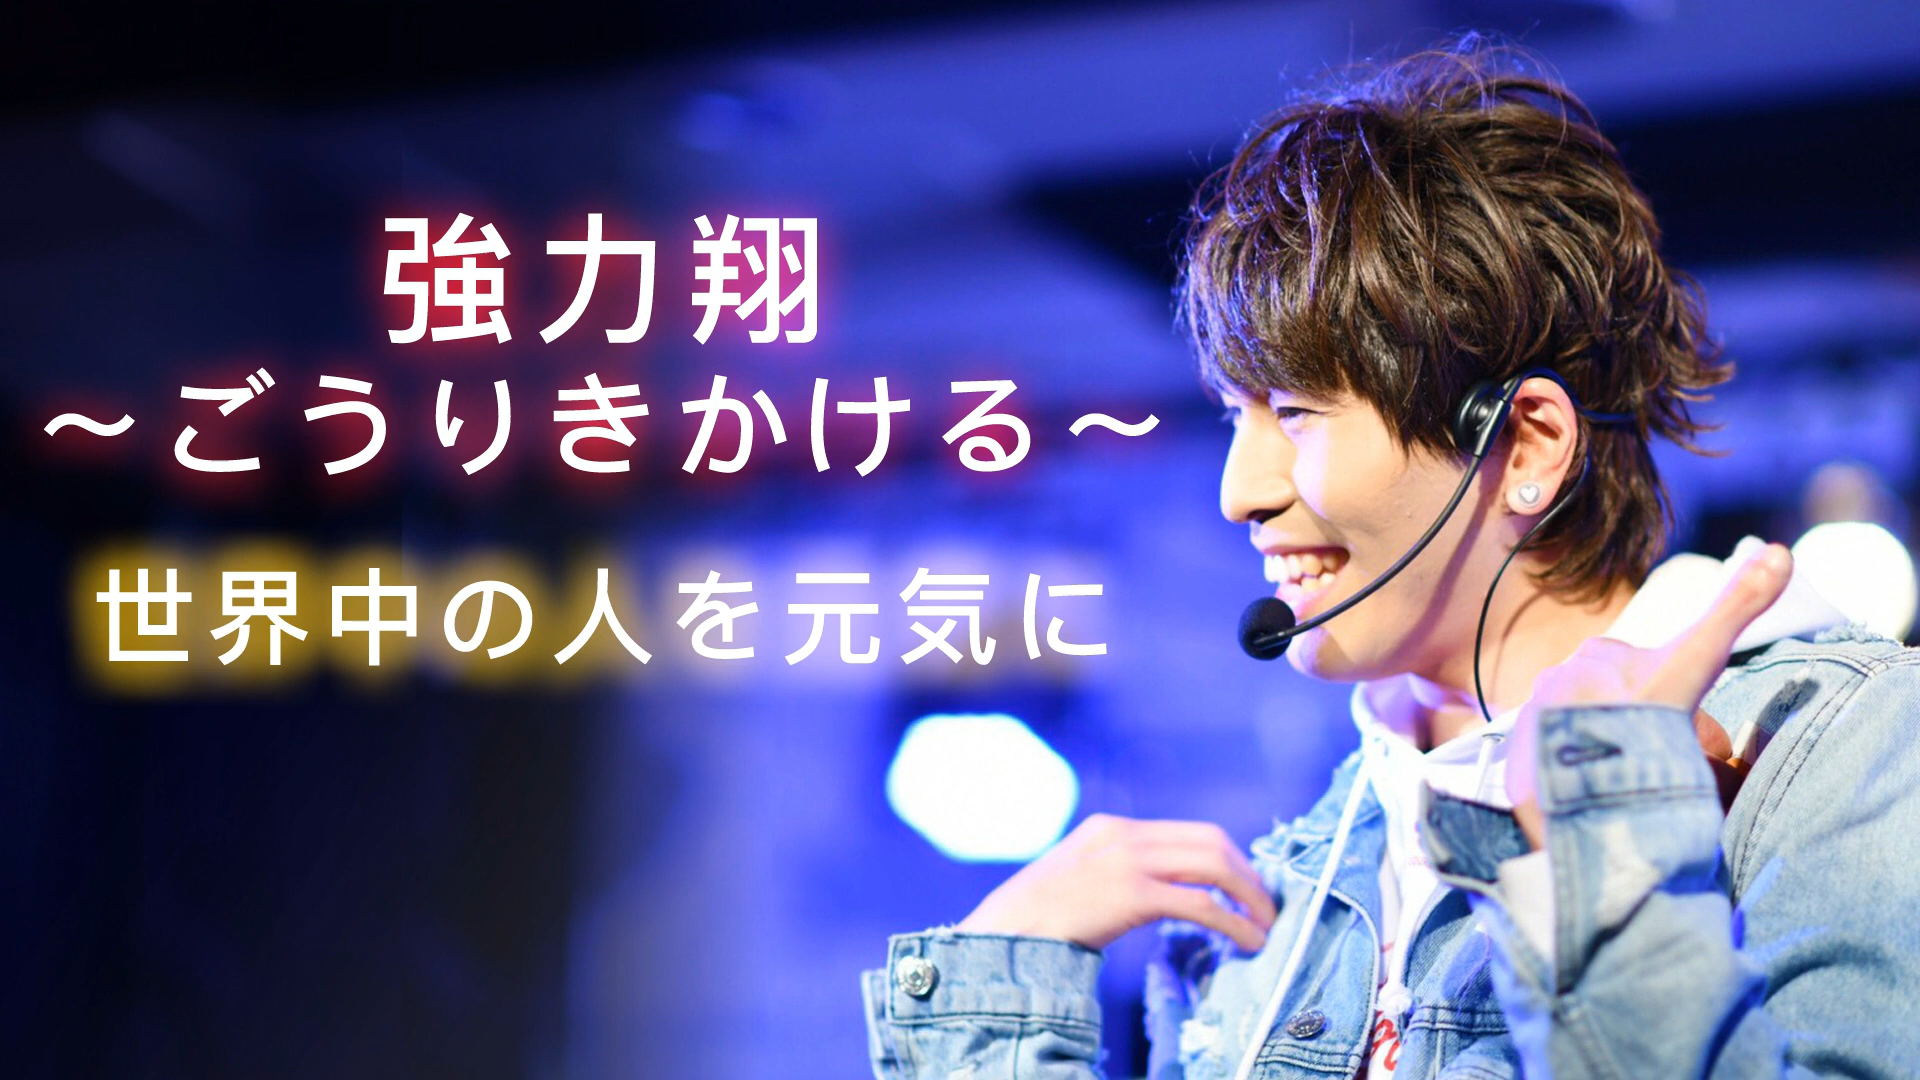 強力翔
～ごうりきかける～
世界中の人を元気に